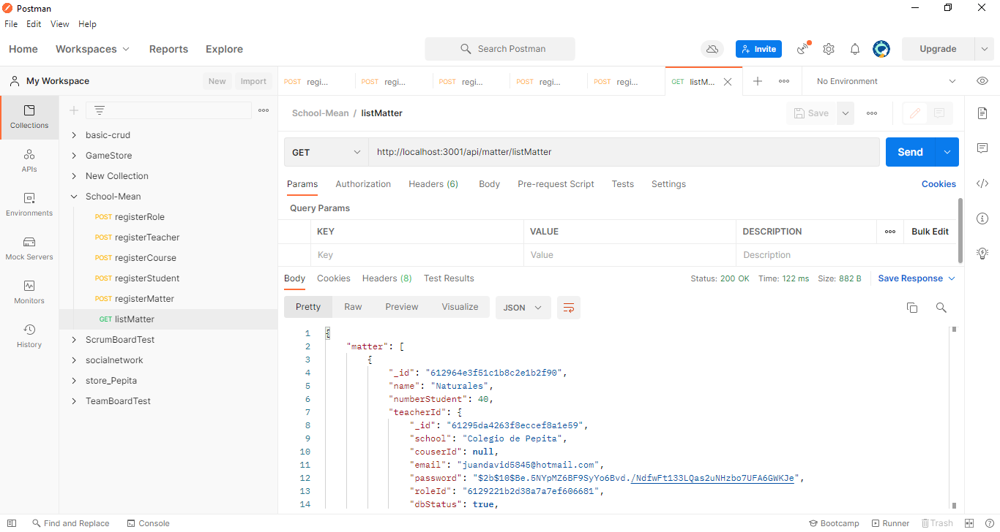 Postman
File Edit View Help
Home Workspaces Reports Explore Search Postman Invite Upgrade
My Workspace New Import
POST regi... POST regi... POST regi... POST regi... POST regi... GET listM... No Environment
Collections
APIs
Environments
Mock Servers
Monitors
History
basic-crud
GameStore
New Collection
School-Mean
POST registerRole
POST registerTeacher
POST registerCourse
POST registerStudent
POST registerMatter
GET listMatter
ScrumBoardTest
socialnetwork
store_Pepita
TeamBoardTest
School-Mean / listMatter Save
GET http://localhost:3001/api/matter/listMatter Send
Params Authorization Headers (6) Body Pre-request Script Tests Settings Cookies
Query Params
KEY VALUE DESCRIPTION Bulk Edit
Key Value Description
Body Cookies Headers (8) Test Results Status: 200 OK Time: 122 ms Size: 882 B Save Response
Pretty Raw Preview Visualize JSON
1 {
2 "matter": [
3 {
4 "_id": "612964e3f51c1b8c2e1b2f90",
5 "name": "Naturales",
6 "numberStudent": 40,
7 "teacherId": {
8 "_id": "61295da4263f8eccef8a1e59",
9 "school": "Colegio de Pepita",
10 "couserId": null,
11 "email": "juandavid5845@hotmail.com",
12 "password": "$2b$10$Be.5NYpMZ6BF9SyYo6Bvd./NdfwFt133LQas2uNHzbo7UFA6GWKJe",
13 "roleId": "6129221b2d38a7a7ef606681",
14 "dbStatus": true,
Find and Replace Console Bootcamp Runner Trash